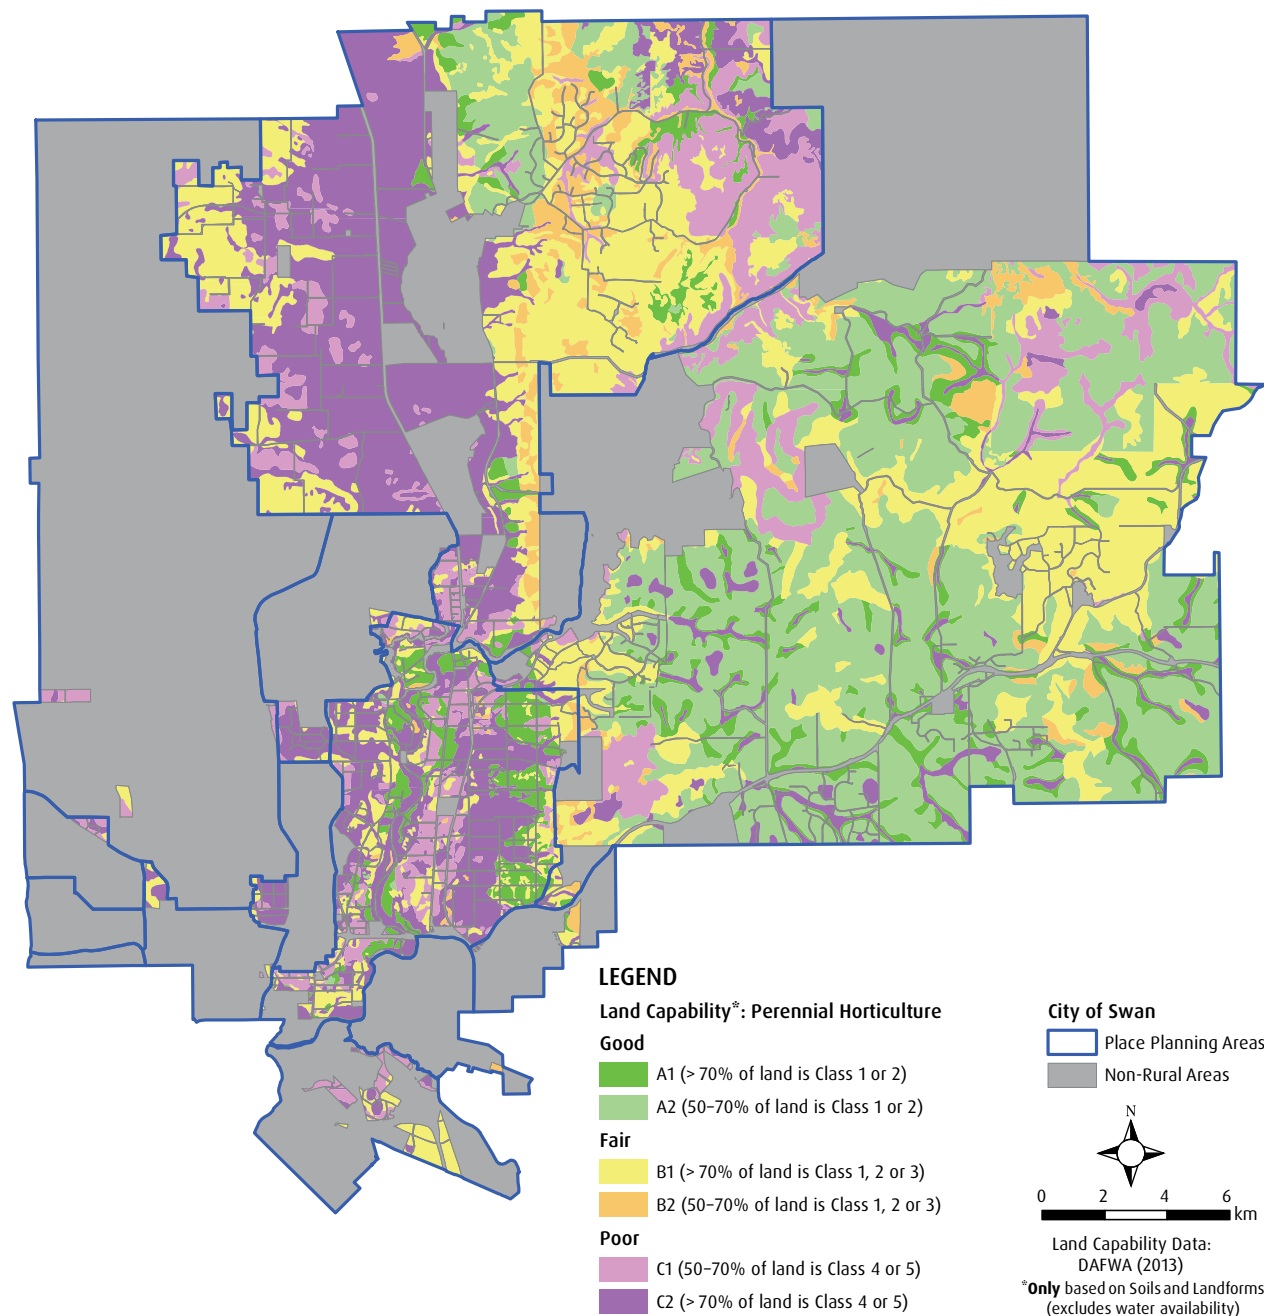 LEGEND
Land Capability*: Perennial Horticulture
Good
A1 (> 70% of land is Class 1 or 2)
A2 (50–70% of land is Class 1 or 2)
Fair
B1 (> 70% of land is Class 1, 2 or 3)
B2 (50–70% of land is Class 1, 2 or 3)
Poor
C1 (50–70% of land is Class 4 or 5)
C2 (> 70% of land is Class 4 or 5)
City of Swan
Place Planning Areas
Non-Rural Areas
N
0 2 4 6
km
Land Capability Data:
DAFWA (2013)
*Only based on Soils and Landforms
(excludes water availability)